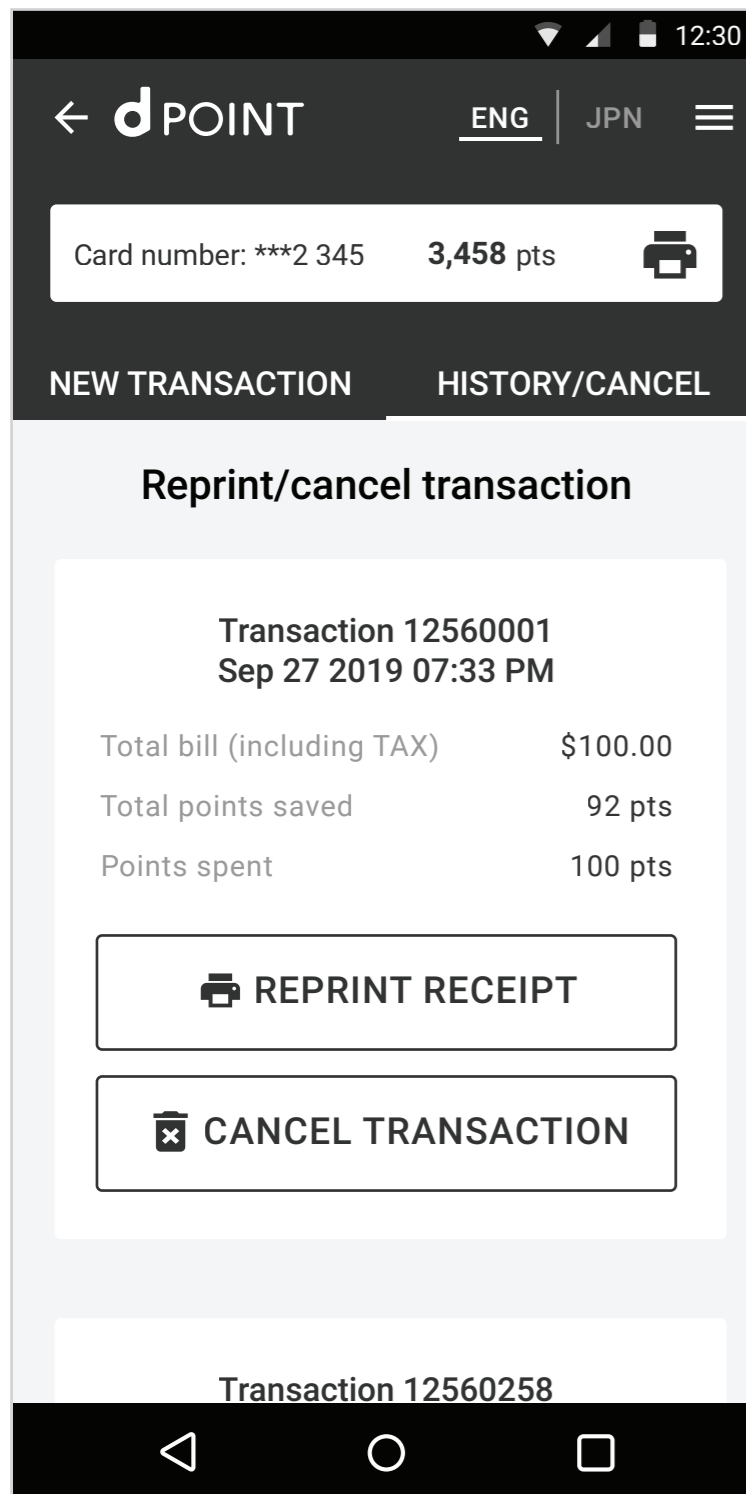 12:30
d POINT ENG JPN
Card number: ***2 345 3,458 pts
NEW TRANSACTION HISTORY/CANCEL
Reprint/cancel transaction
Transaction 12560001
Sep 27 2019 07:33 PM
Total bill (including TAX) $100.00
Total points saved 92 pts
Points spent 100 pts
REPRINT RECEIPT
CANCEL TRANSACTION
Transaction 12560258